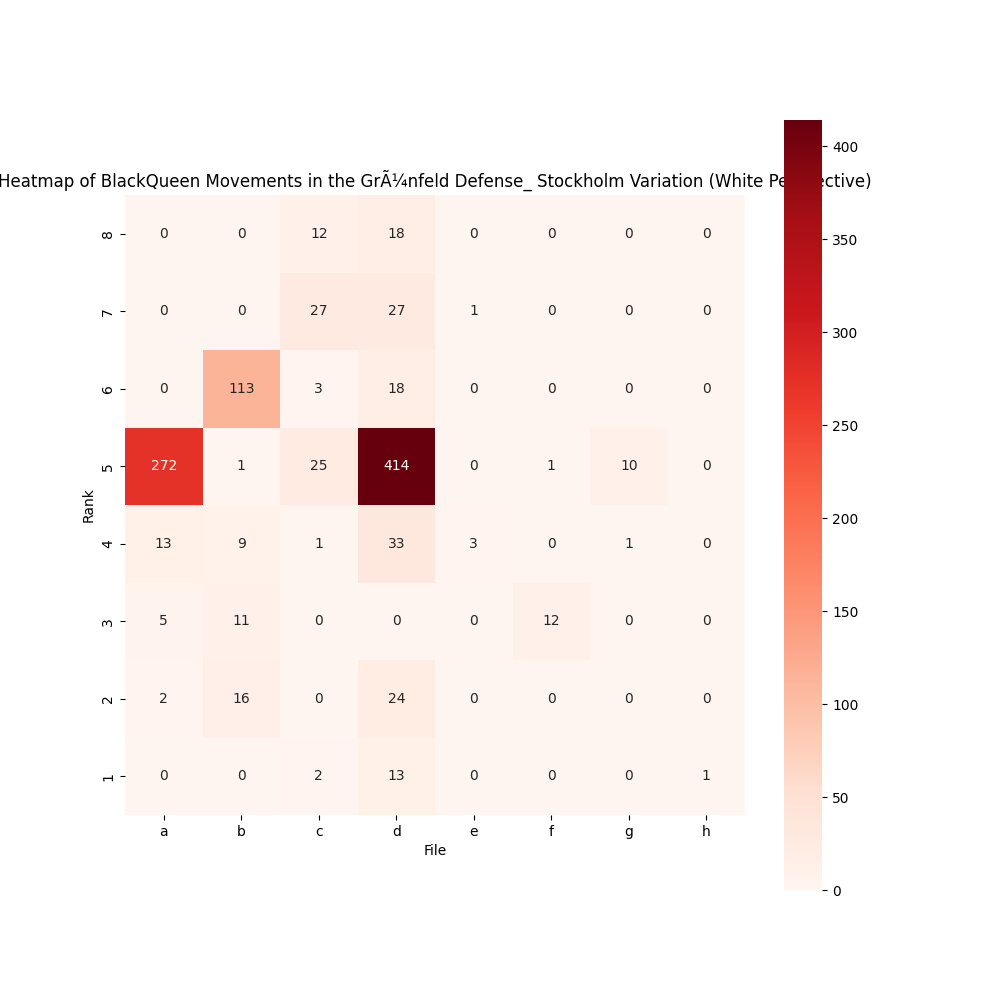 Heatmap of BlackQueen Movements in the GrÃ¼nfeld Defense_ Stockholm Variation (White Pe ective)
8 0 0 12 18 0 0 0 0
7 0 0 27 27 1 0 0 0
6 0 113 3 18 0 0 0 0
5 272 1 25 414 0 1 10 0
4 13 9 1 33 3 0 1 0
3 5 11 0 0 0 12 0 0
2 2 16 0 24 0 0 0 0
1 0 0 2 13 0 0 0 1
a b c d e f g h
Rank
File
400
350
300
250
200
150
100
50
0